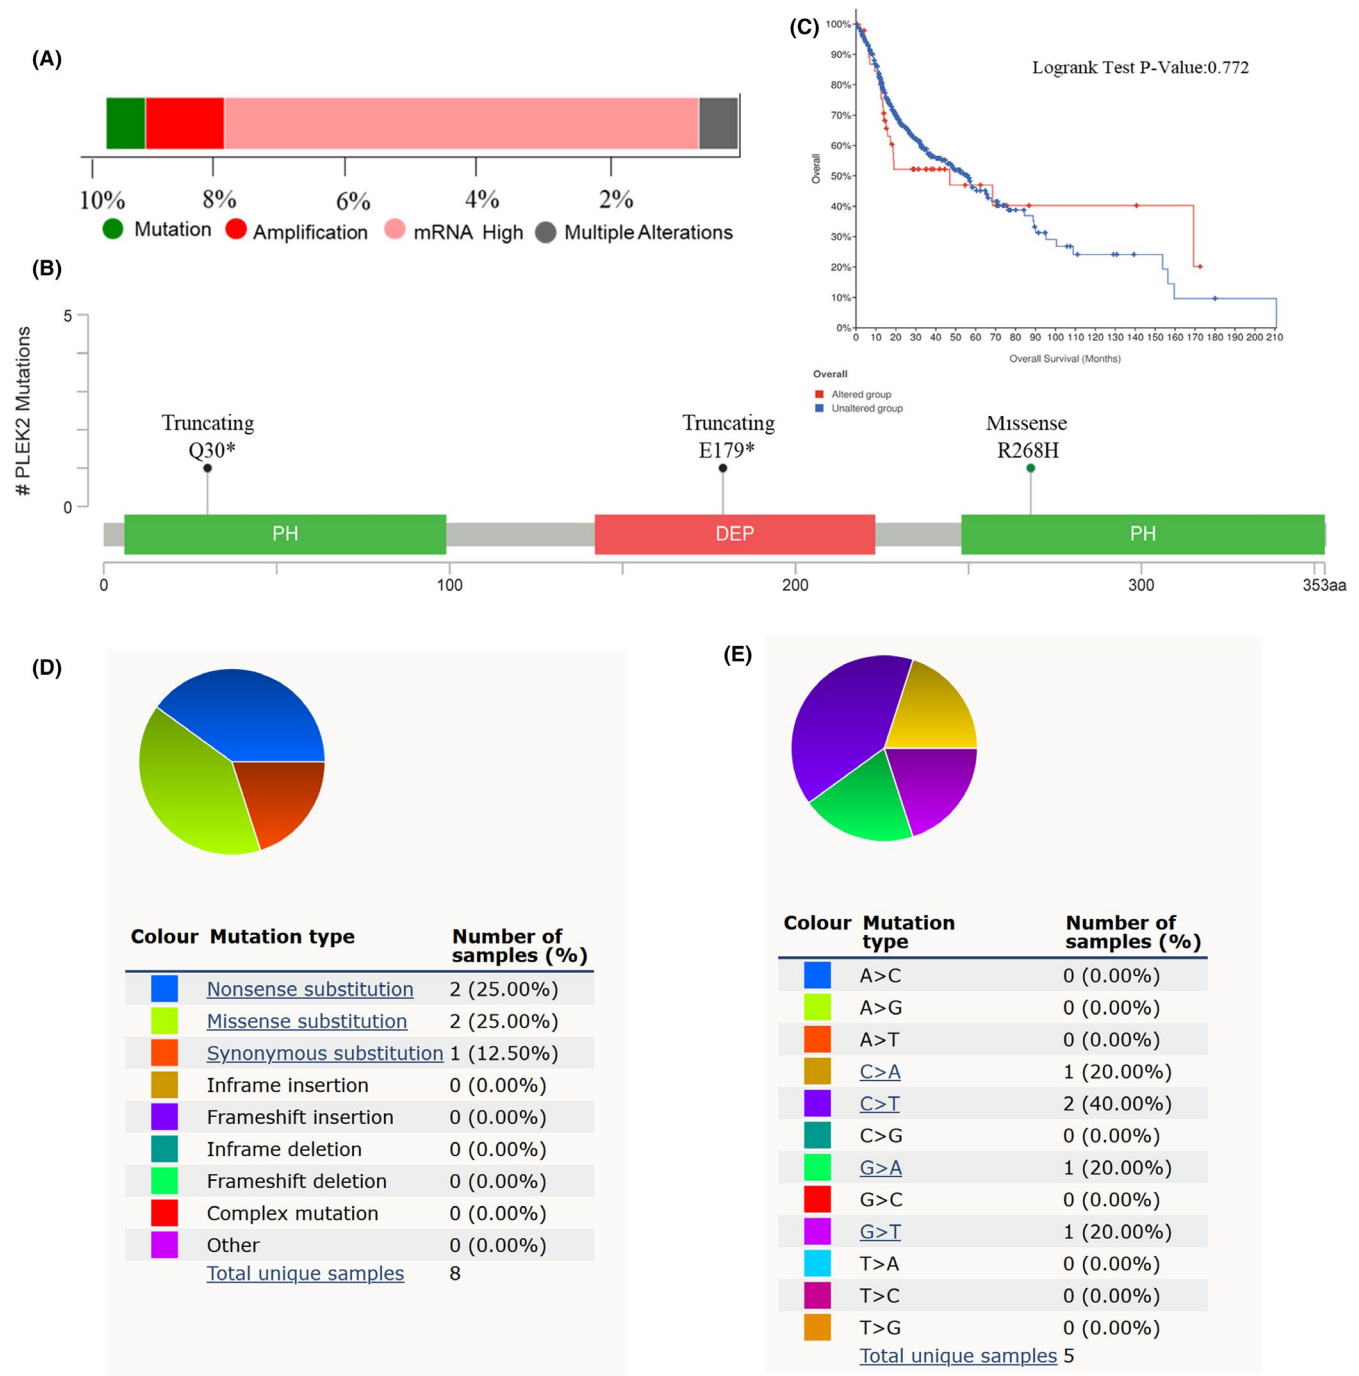 (A)
10% 8% 6% 4% 2%
Mutation Amplification mRNA High Multiple Alterations
(B)
# PLEK2 Mutations
5
0
Truncating
Q30*
Truncating
E179*
Mıssense
R268H
PH DEP PH
0 100 200 300 353aa
(C)
Logrank Test P-Value:0.772
Overall
100%
90%
80%
70%
60%
50%
40%
30%
20%
10%
0%
0 10 20 30 40 50 60 70 80 90 100 110 120 130 140 150 160 170 180 190 200 210
Overall Survival (Months)
Overall
Altered group
Unaltered group
(D)
Colour Mutation type Number of
samples (%)
Nonsense substitution 2 (25.00%)
Missense substitution 2 (25.00%)
Synonymous substitution 1 (12.50%)
Inframe insertion 0 (0.00%)
Frameshift insertion 0 (0.00%)
Inframe deletion 0 (0.00%)
Frameshift deletion 0 (0.00%)
Complex mutation 0 (0.00%)
Other 0 (0.00%)
Total unique samples 8
(E)
Colour Mutation Number of
type samples (%)
A>C 0 (0.00%)
A>G 0 (0.00%)
A>T 0 (0.00%)
C>A 1 (20.00%)
C>T 2 (40.00%)
C>G 0 (0.00%)
G>A 1 (20.00%)
G>C 0 (0.00%)
G>T 1 (20.00%)
T>A 0 (0.00%)
T>C 0 (0.00%)
T>G 0 (0.00%)
Total unique samples 5